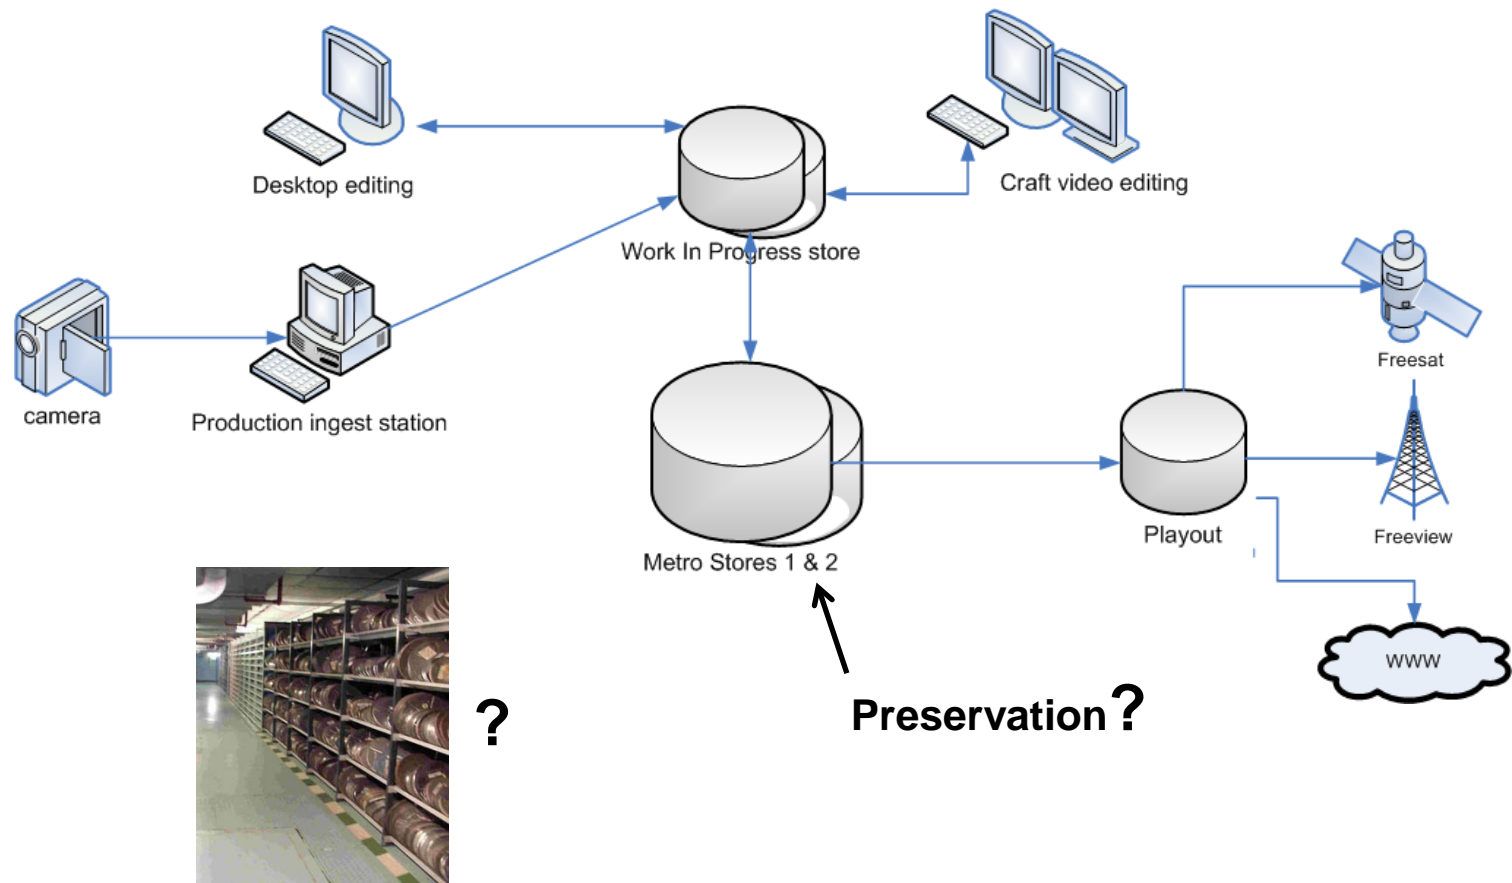 Desktop editing
Craft video editing
Work In Progress store
camera
Production ingest station
Freesat
Metro Stores 1 & 2
Playout
Freeview
www
?
Preservation?